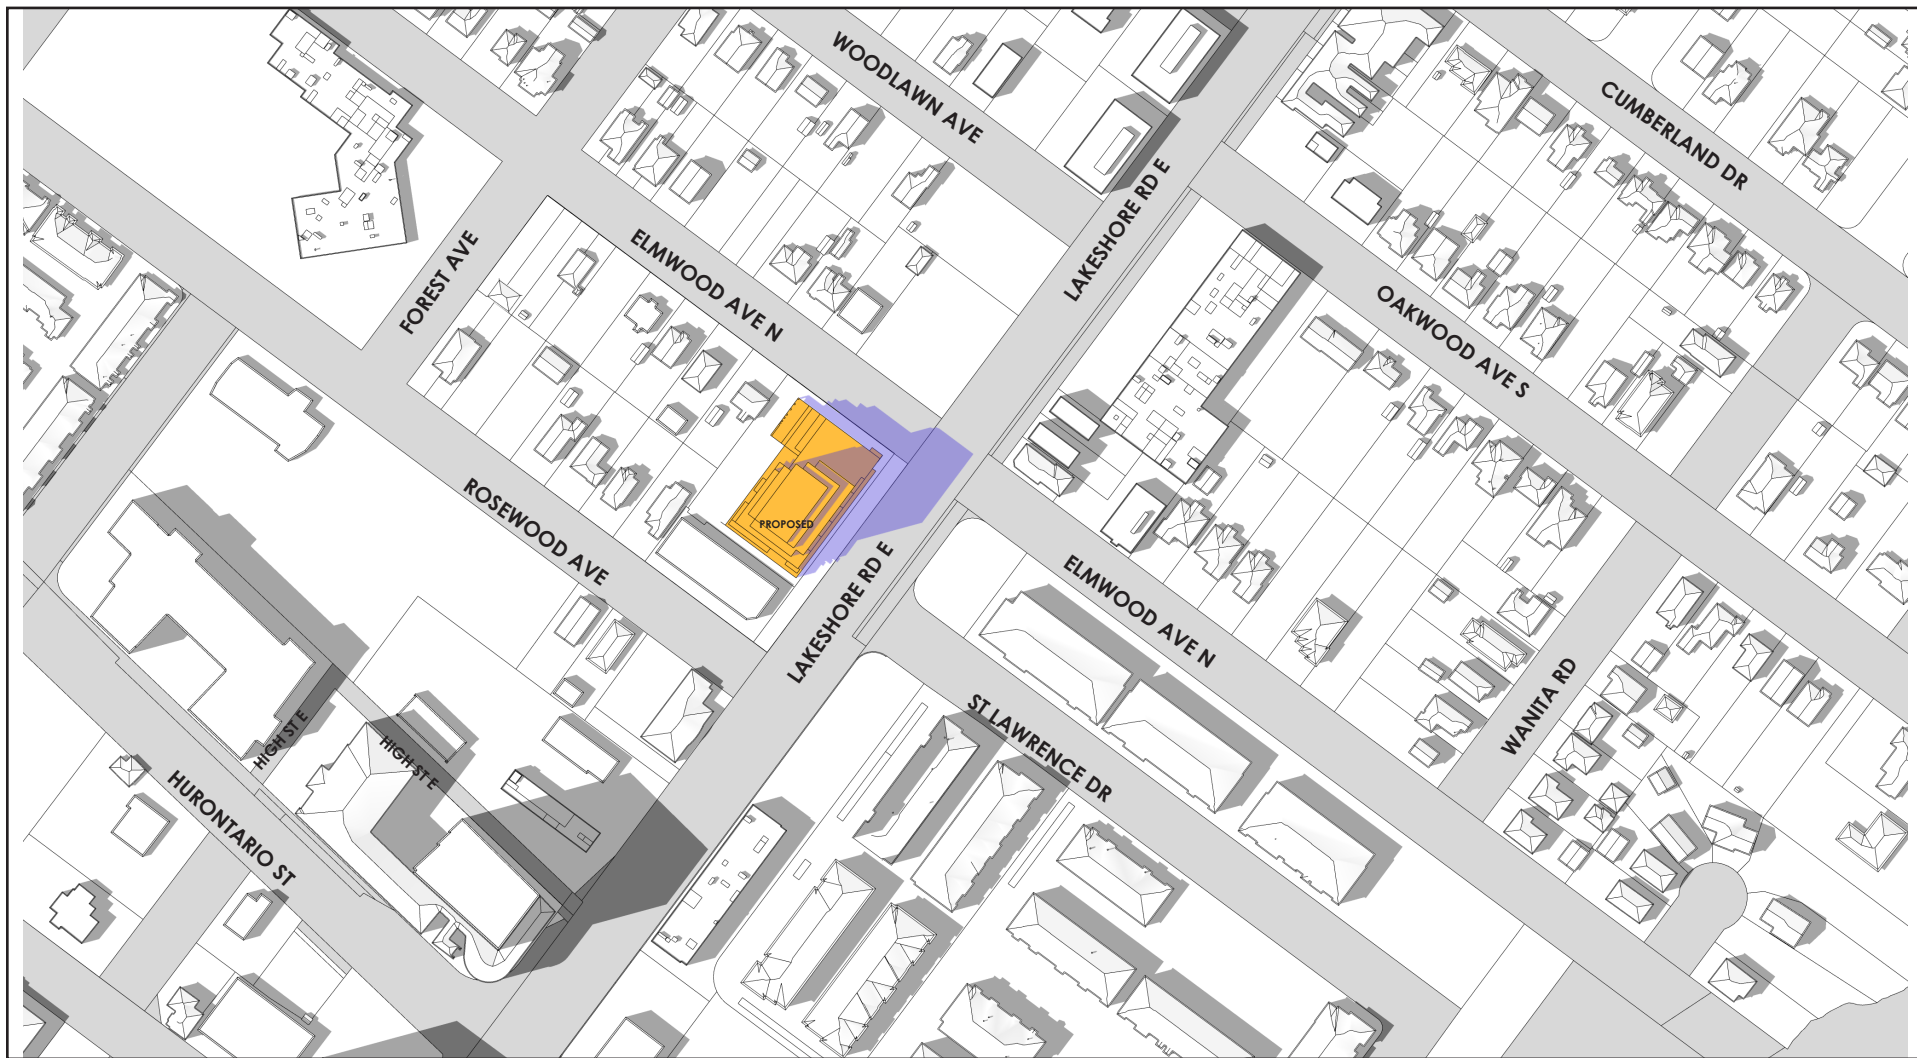 WOODLAWN AVE
CUMBERLAND DR
LAKESHORE RD E
FOREST AVE
ELMWOOD AVE N
OAKWOOD AVE S
ROSEWOOD AVE
PROPOSED
LAKESHORE RD E
ELMWOOD AVE N
WANITA RD
ST LAWRENCE DR
HIGH ST E
HIGH ST E
HURONTARIO ST